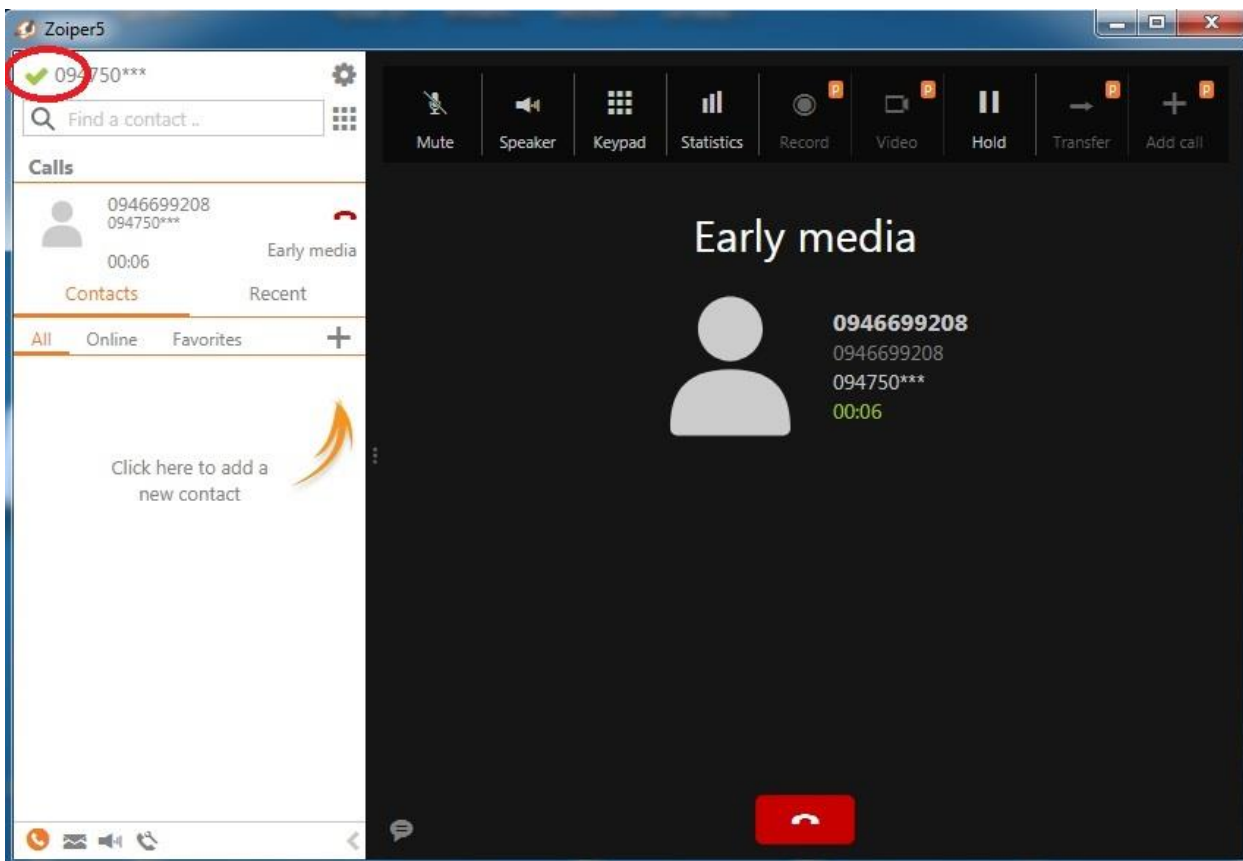 Zoiper5
094750***
Find a contact ..
Calls
0946699208
094750***
00:06
Early media
Contacts Recent
All Online Favorites
Click here to add a
new contact
Mute Speaker Keypad Statistics Record Video Hold Transfer Add call
P P P P
Early media
0946699208
0946699208
094750***
00:06